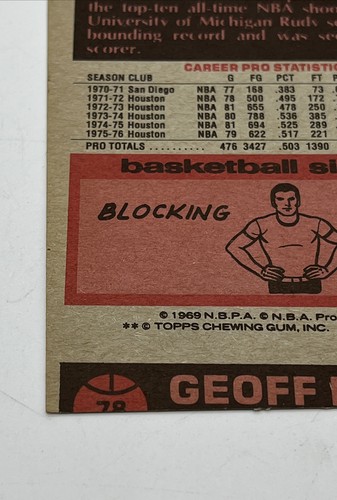 the top-ten all-time NBA
University of Michigan Rudy
bounding record and was
scorer.
CAREER PRO STATISTIC
SEASON CLUB G FG PCT FT
1970-71 San Diego NBA 77 168 .383 73
1971-72 Houston NBA 78 500 .495 172
1972-73 Houston NBA 81 655 .478 250
1973-74 Houston NBA 80 788 .536 385
1974-75 Houston NBA 81 694 .525 289
1975-76 Houston NBA 79 622 .517 221
PRO TOTALS .......... 476 3427 .503 1390
basketball si
BLOCKING
© 1969 N.B.P.A. © N.B.A. Pro
** © TOPPS CHEWING GUM, INC.
78 GEOFF